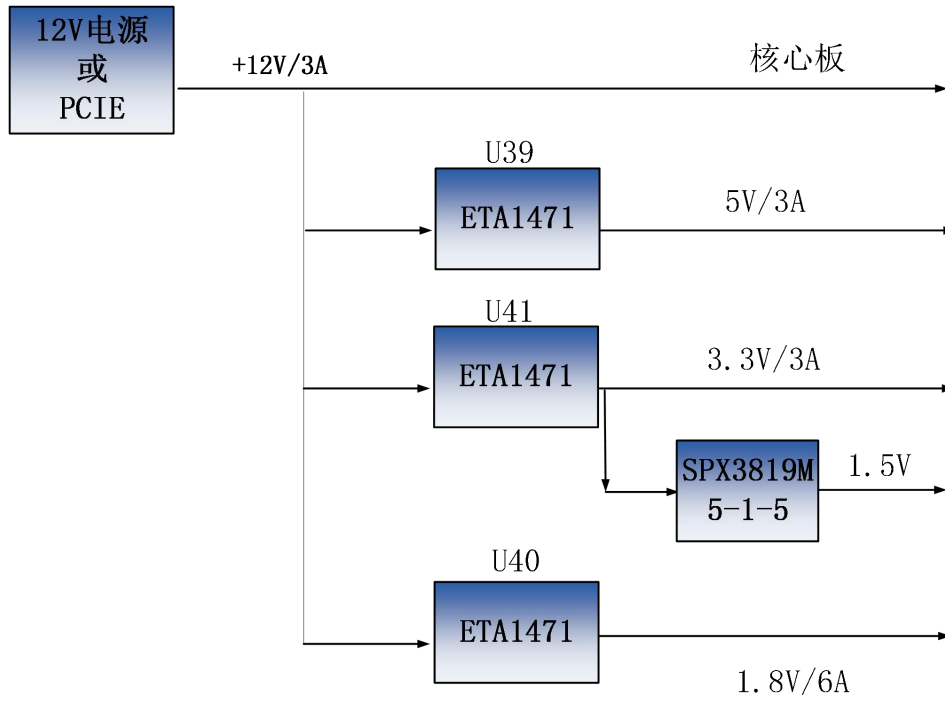 12V电源
或
PCIE
+12V/3A
核心板
U39
ETA1471
5V/3A
U41
ETA1471
3.3V/3A
SPX3819M
5-1-5
1.5V
U40
ETA1471
1.8V/6A